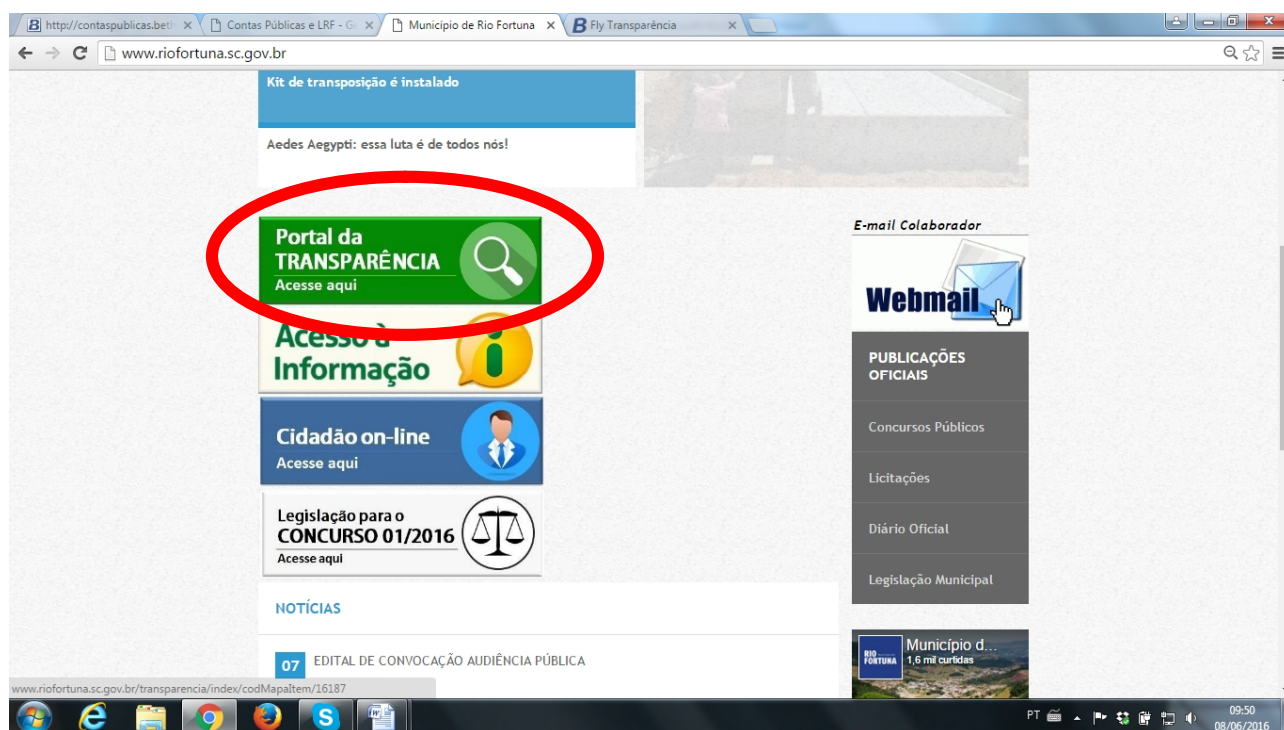 http://contaspublicas.bet
Contas Públicas e LRF - G
Município de Rio Fortuna
Fly Transparência
www.riofortuna.sc.gov.br
Kit de transposição é instalado
Aedes Aegypti: essa luta é de todos nós!
Portal da
TRANSPARÊNCIA
Acesse aqui
Acesso à
Informação
Cidadão on-line
Acesse aqui
Legislação para o
CONCURSO 01/2016
Acesse aqui
NOTÍCIAS
07 EDITAL DE CONVOCAÇÃO AUDIÊNCIA PÚBLICA
E-mail Colaborador
Webmail
PUBLICAÇÕES
OFICIAIS
Concursos Públicos
Licitações
Diário Oficial
Legislação Municipal
RIO
FORTUNA
Município d...
1,6 mil curtidas
www.riofortuna.sc.gov.br/transparencia/index/codMapaItem/16187
PT
09:50
08/06/2016